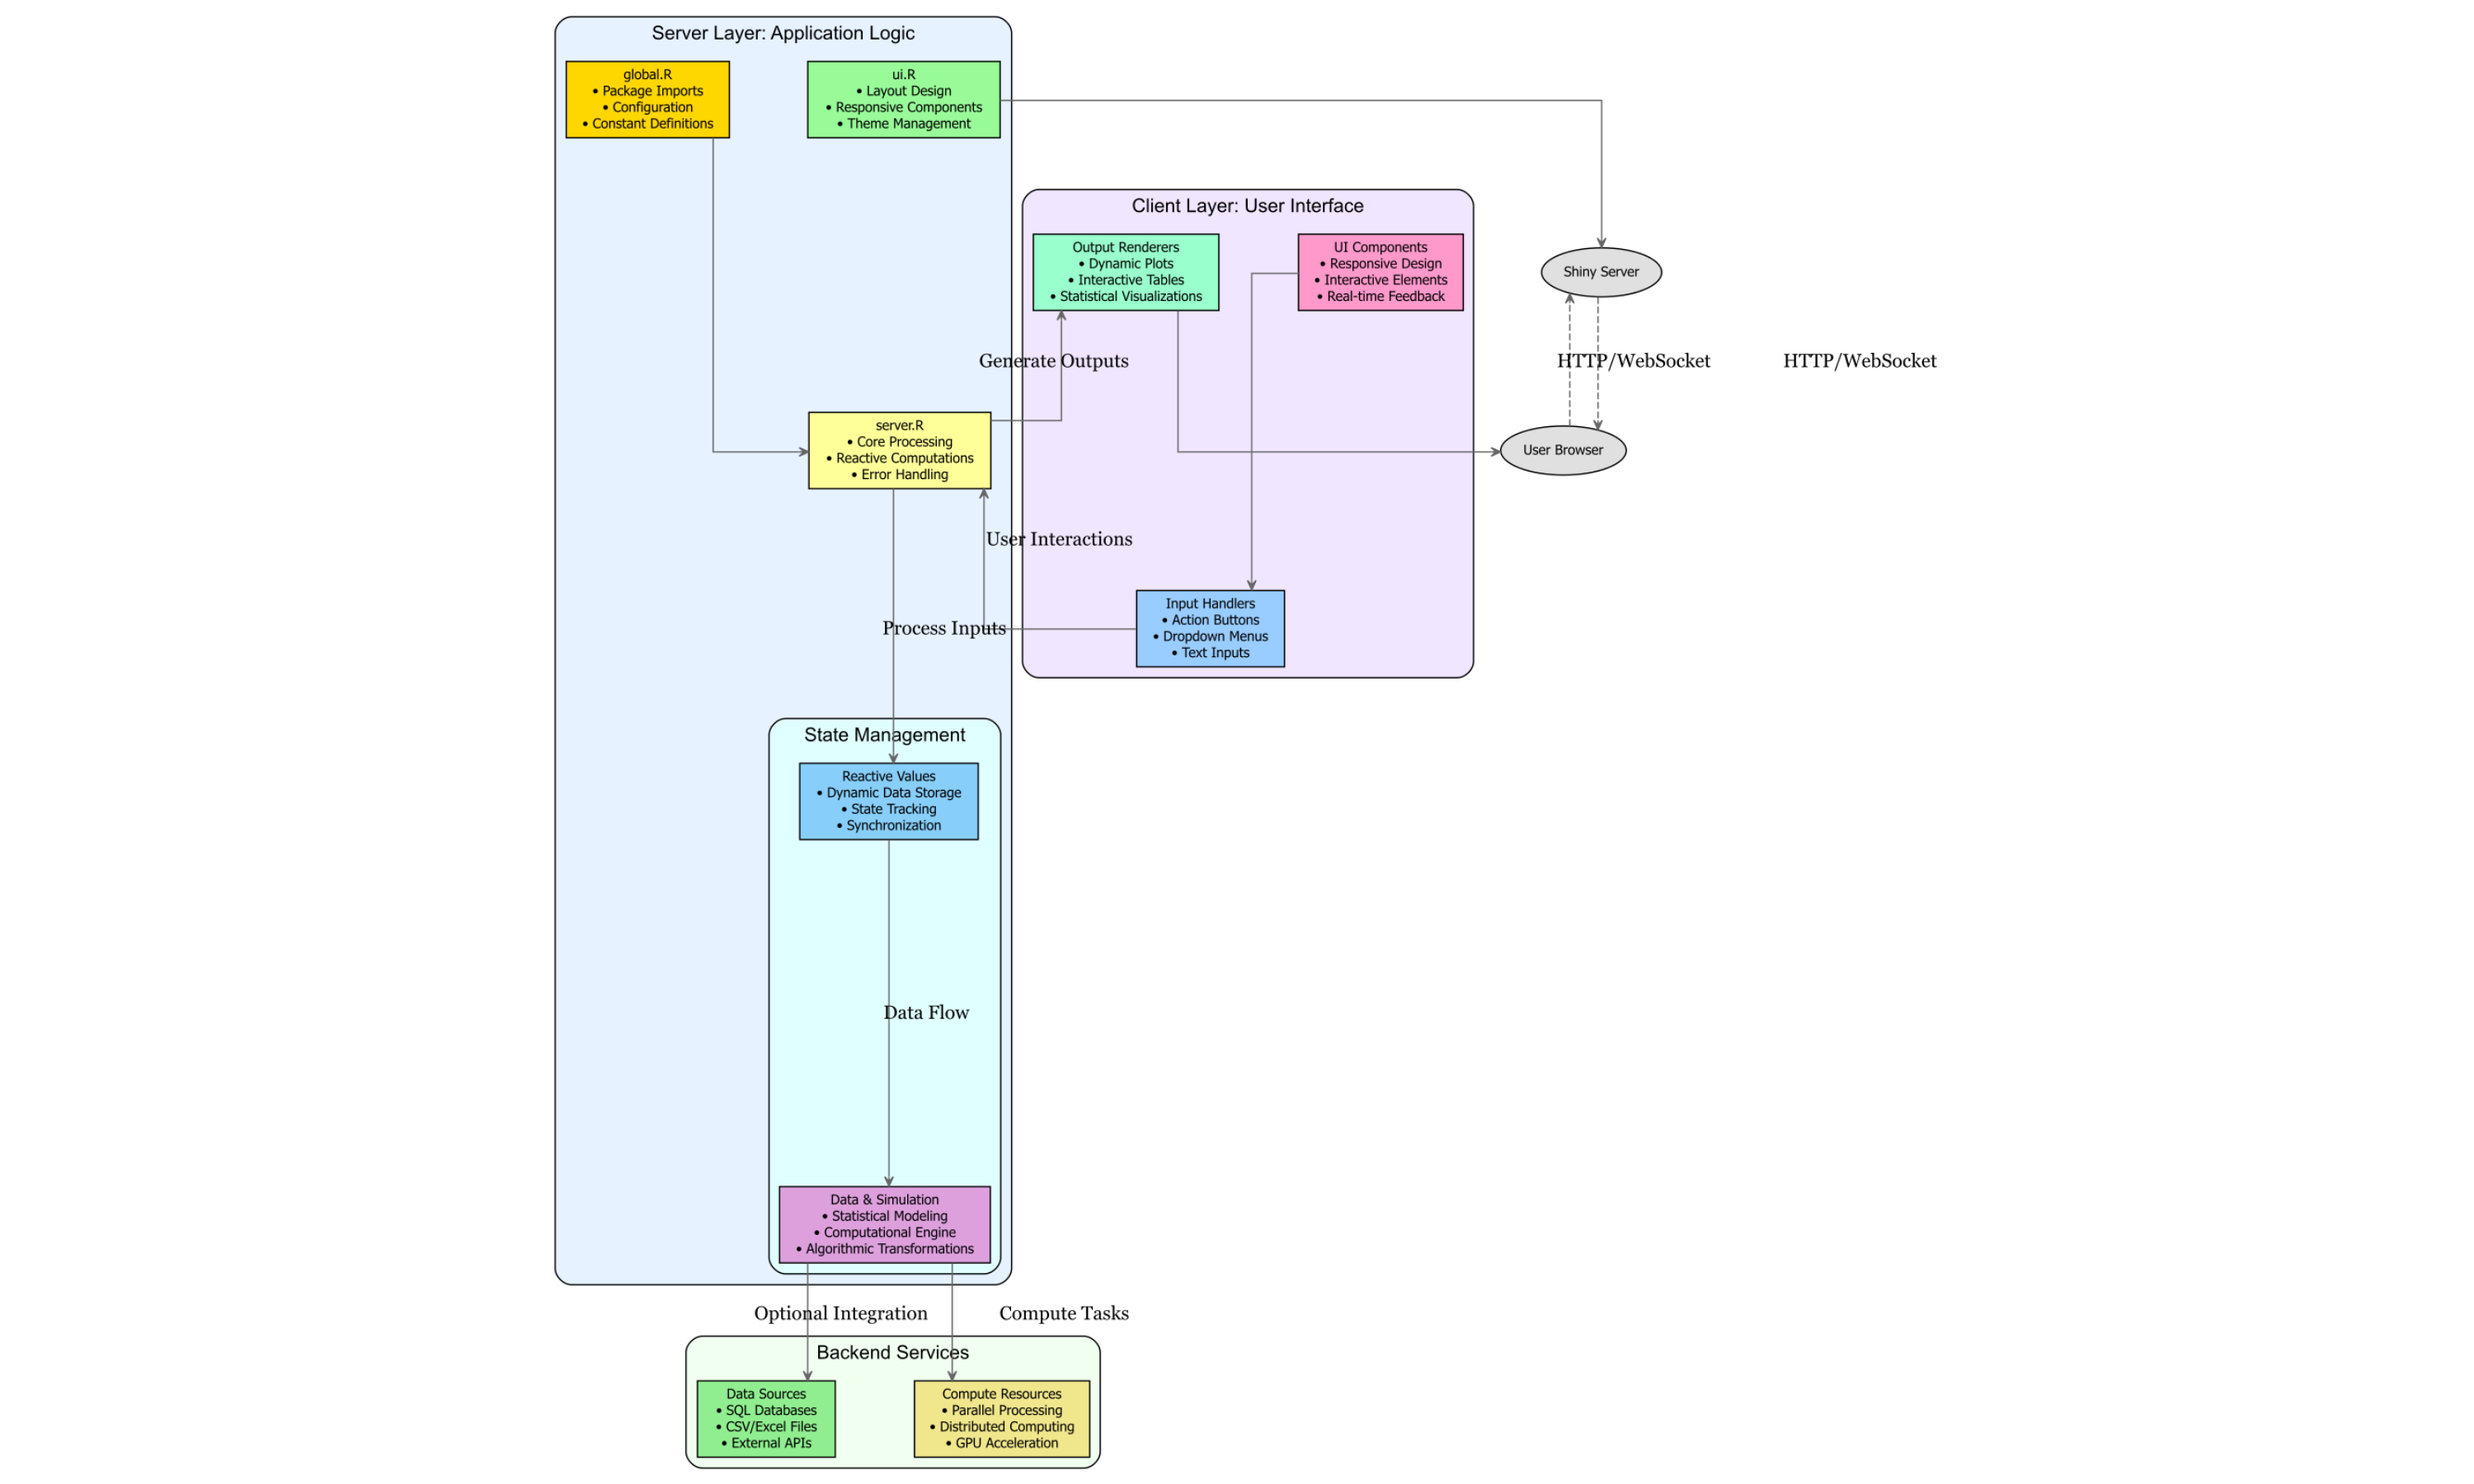 Server Layer: Application Logic
global.R
• Package Imports
• Configuration
• Constant Definitions
ui.R
• Layout Design
• Responsive Components
• Theme Management
Client Layer: User Interface
Output Renderers
• Dynamic Plots
• Interactive Tables
• Statistical Visualizations
UI Components
• Responsive Design
• Interactive Elements
• Real-time Feedback
Shiny Server
Generate Outputs
HTTP/WebSocket
HTTP/WebSocket
server.R
• Core Processing
• Reactive Computations
• Error Handling
User Browser
User Interactions
Input Handlers
• Action Buttons
• Dropdown Menus
• Text Inputs
Process Inputs
State Management
Reactive Values
• Dynamic Data Storage
• State Tracking
• Synchronization
Data Flow
Data & Simulation
• Statistical Modeling
• Computational Engine
• Algorithmic Transformations
Optional Integration
Compute Tasks
Backend Services
Data Sources
• SQL Databases
• CSV/Excel Files
• External APIs
Compute Resources
• Parallel Processing
• Distributed Computing
• GPU Acceleration